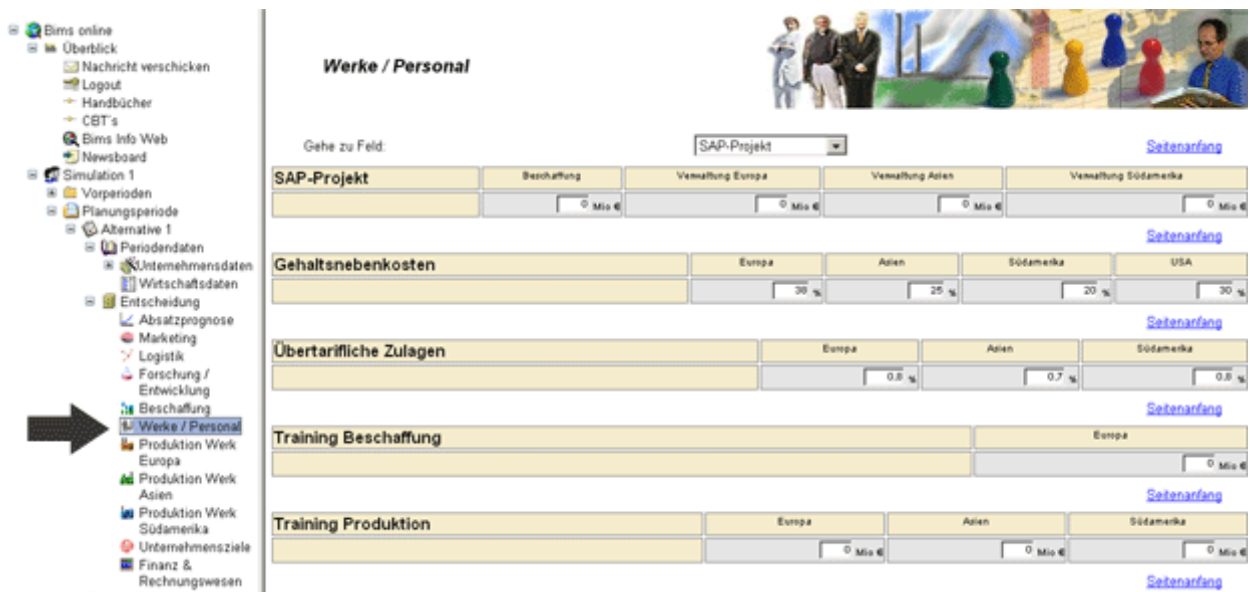 Bims online
Überblick
Nachricht verschicken
Logout
Handbücher
CBT's
Bims Info Web
Newsboard
Simulation 1
Vorperioden
Planungsperiode
Alternative 1
Periodendaten
Unternehmensdaten
Wirtschaftsdaten
Entscheidung
Absatzprognose
Marketing
Logistik
Forschung /
Entwicklung
Beschaffung
Werke / Personal
Produktion Werk
Europa
Produktion Werk
Asien
Produktion Werk
Südamerika
Unternehmensziele
Finanz &
Rechnungswesen
Werke / Personal
Gehe zu Feld: SAP-Projekt Seitenanfang
SAP-Projekt Beschaffung Verwaltung Europa Verwaltung Asien Verwaltung Südamerika
0 Mio € 0 Mio € 0 Mio € 0 Mio €
Seitenanfang
Gehaltsnebenkosten Europa Asien Südamerika USA
38 % 25 % 20 % 30 %
Seitenanfang
Übertarifliche Zulagen Europa Asien Südamerika
0,8 % 0,7 % 0,8 %
Seitenanfang
Training Beschaffung Europa
0 Mio €
Seitenanfang
Training Produktion Europa Asien Südamerika
0 Mio € 0 Mio € 0 Mio €
Seitenanfang